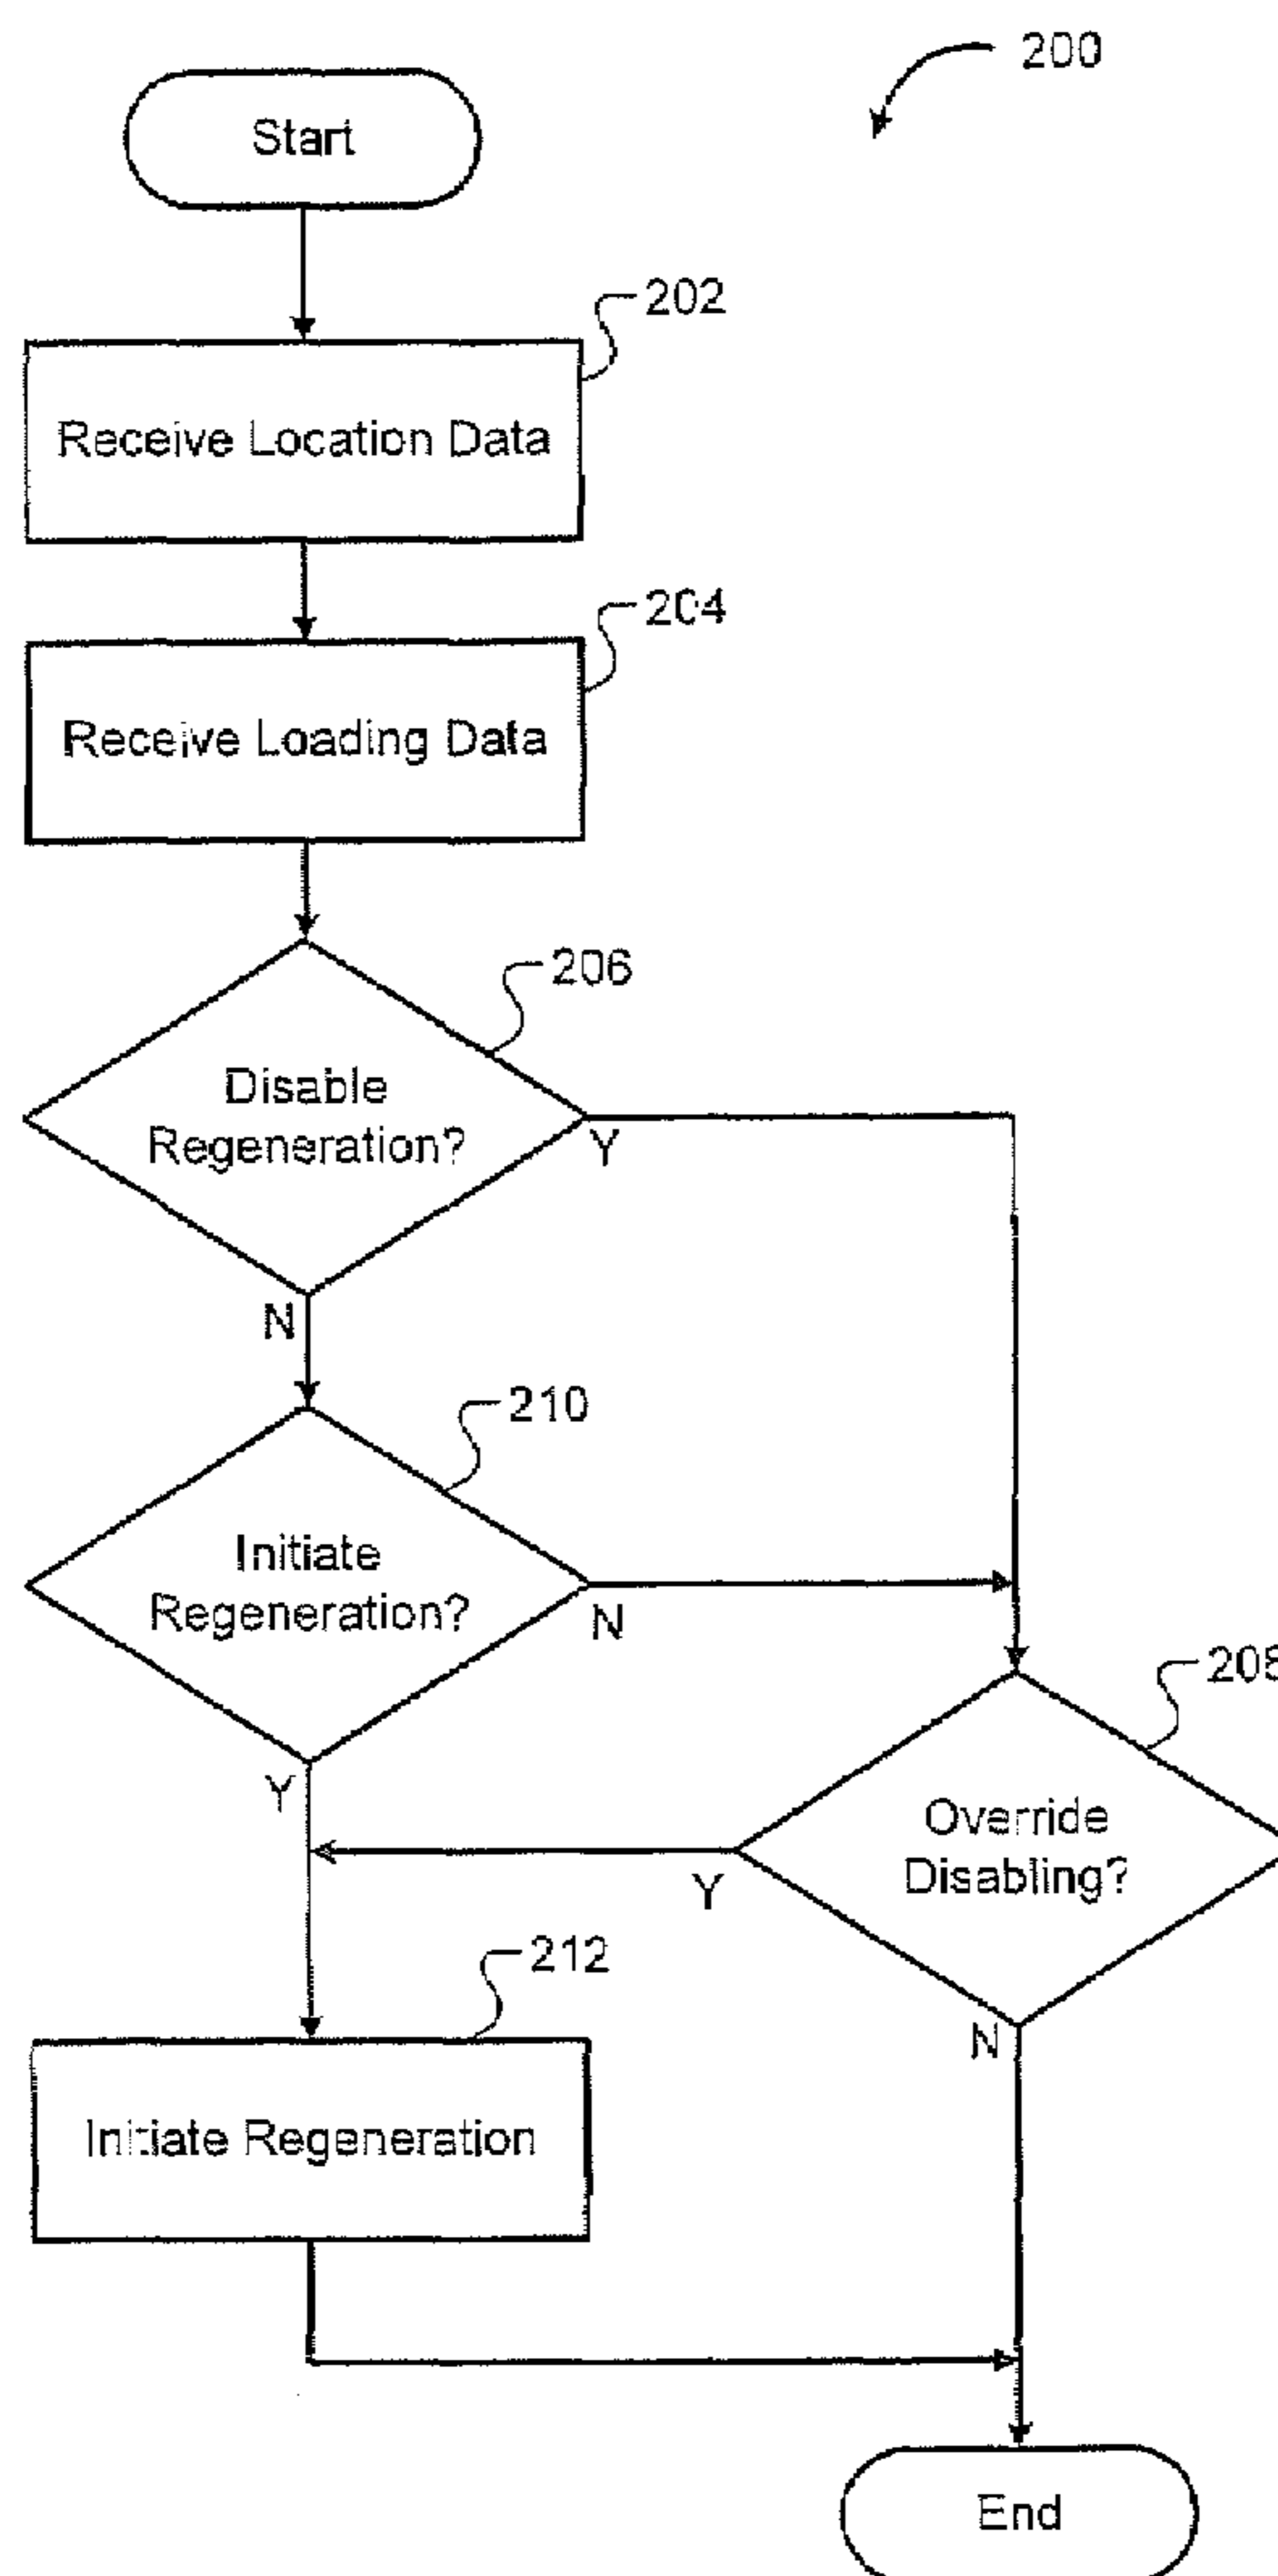 200
Start
202
Receive Location Data
204
Receive Loading Data
206
Disable
Regeneration?
Y
N
210
Initiate
Regeneration?
N
208
Y
Override
Disabling?
Y
212
N
Initiate Regeneration
End